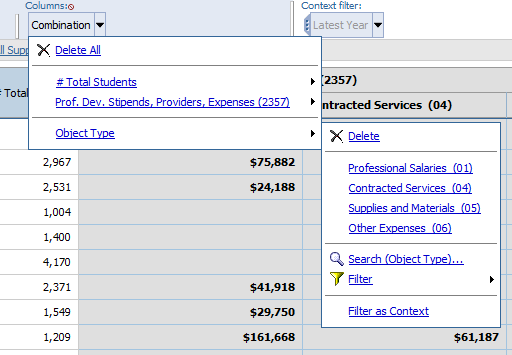 Columns:
Context filter:
Combination
Latest Year
All Supp
Delete All
# Total
# Total Students
(2357)
Prof. Dev. Stipends, Providers, Expenses (2357)
ntracted Services (04)
Object Type
Delete
2,967 $75,882
Professional Salaries (01)
2,531 $24,188
Contracted Services (04)
1,004
Supplies and Materials (05)
1,400
Other Expenses (06)
4,170
Search (Object Type)...
2,371 $41,918
Filter
1,549 $29,750
Filter as Context
1,209 $161,668 $61,187